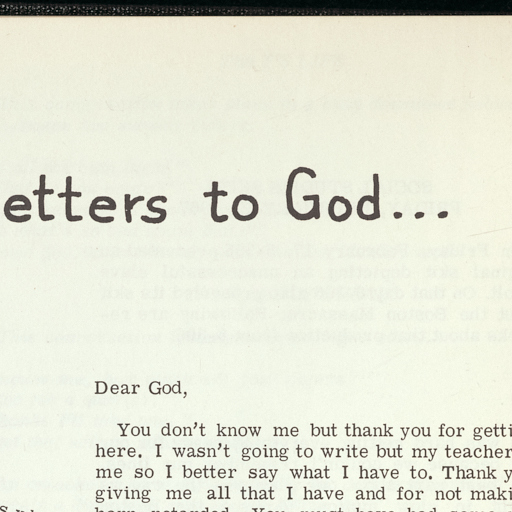 etters to God...
Dear God,
You don't know me but thank you for getti
here. I wasn't going to write but my teacher
me so I better say what I have to. Thank y
giving me all that I have and for not maki